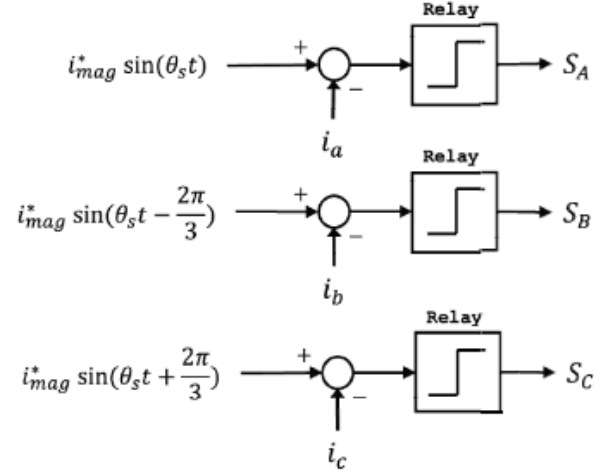 Relay
i*mag sin(θst)
+
−
SA
ia
Relay
i*mag sin(θst − 2π/3)
+
−
SB
ib
Relay
i*mag sin(θst + 2π/3)
+
−
SC
ic